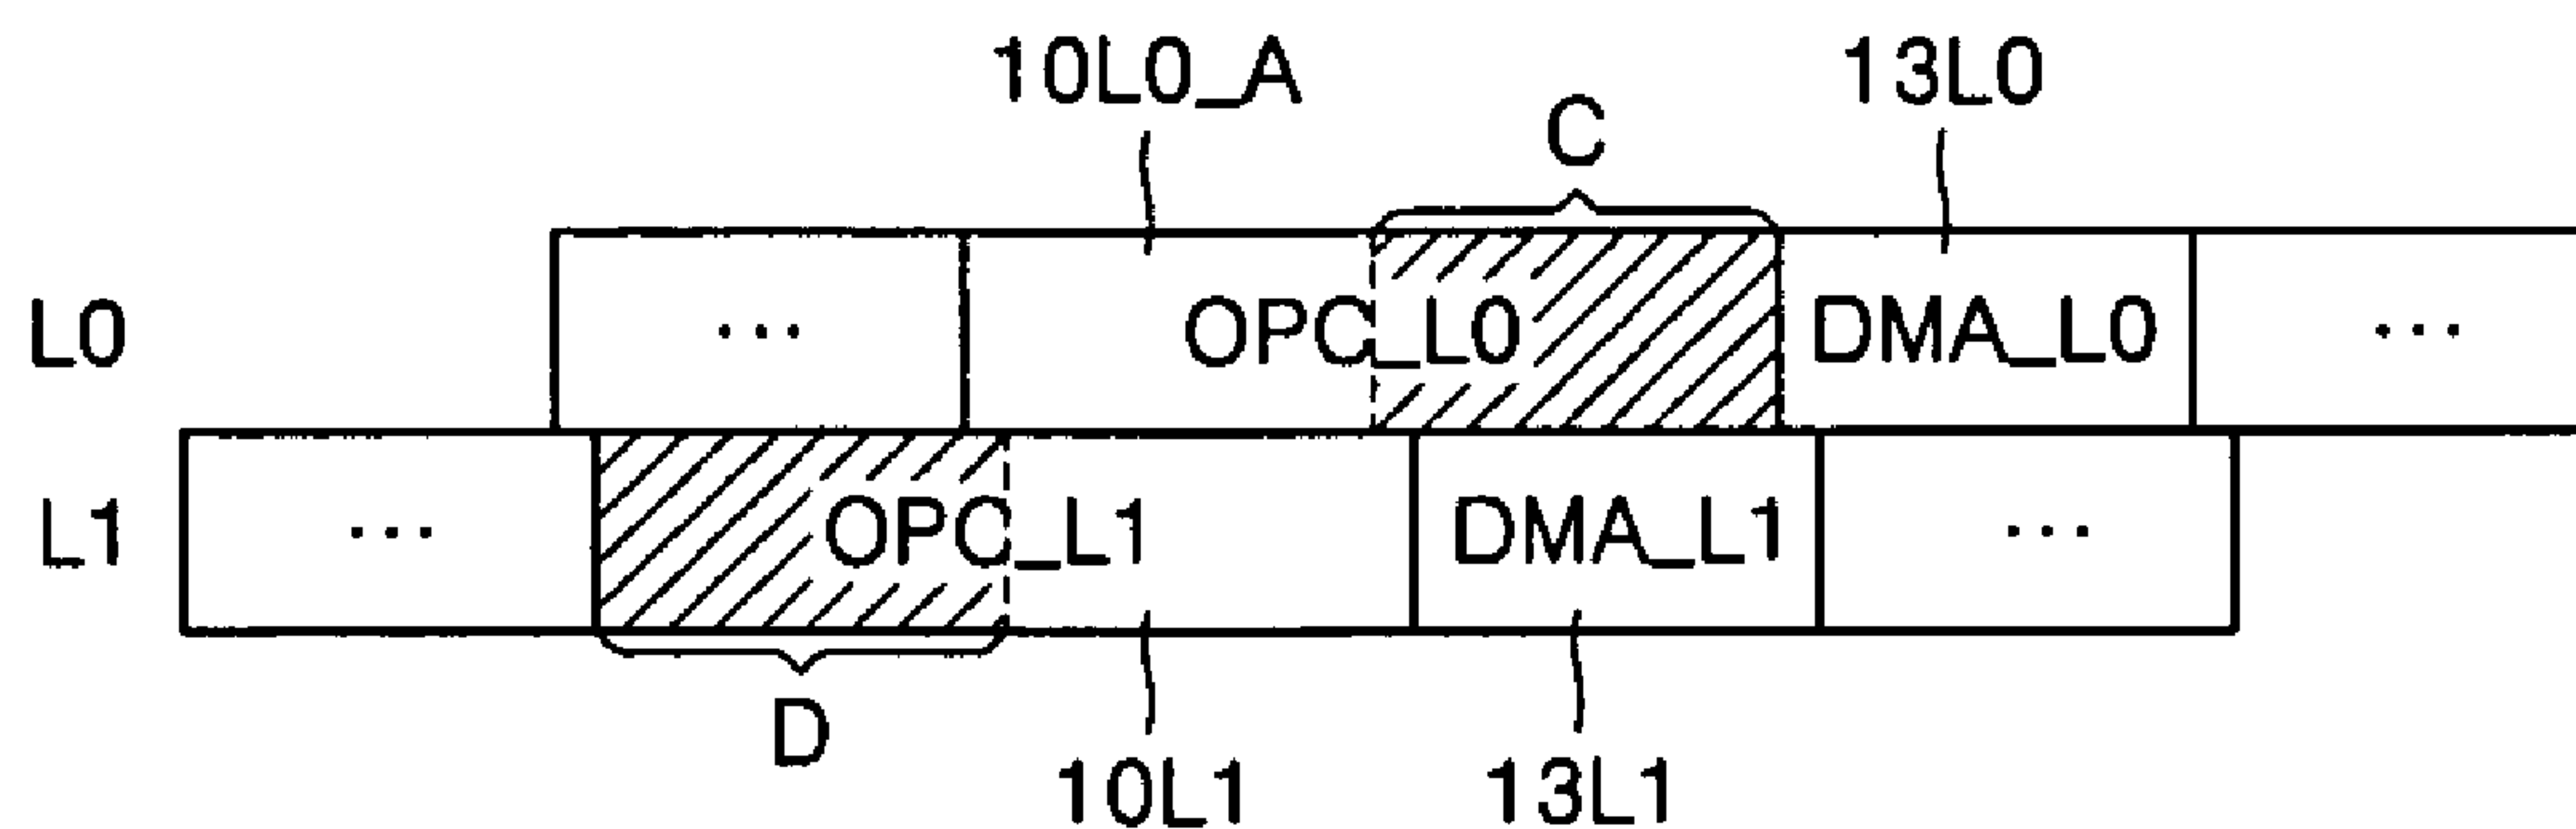 10L0_A
C
13L0
L0
...
OPC_L0
DMA_L0
...
L1
...
OPC_L1
DMA_L1
...
D
10L1
13L1